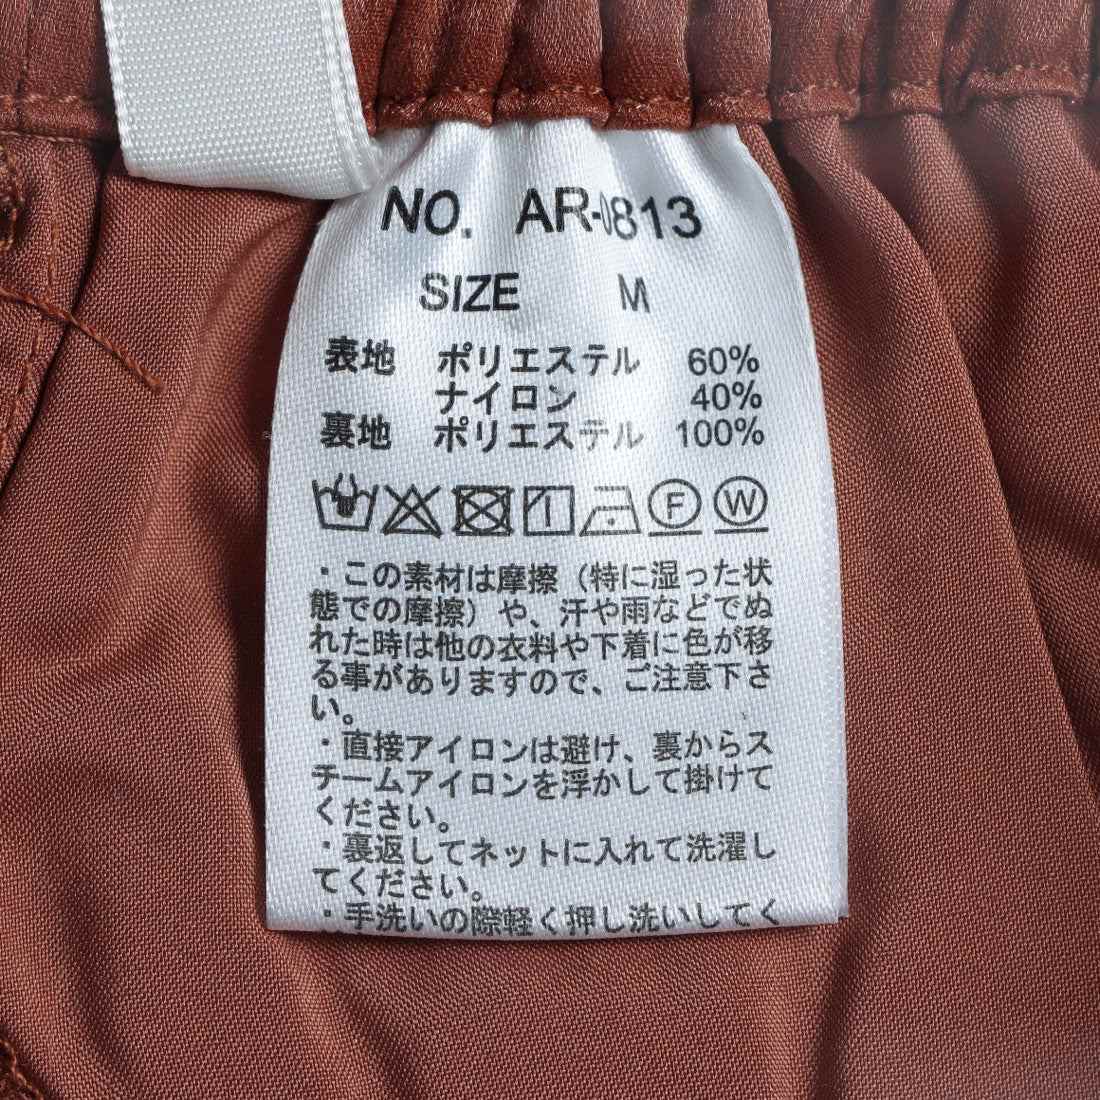 NO. AR-0813
SIZE M
表地 ポリエステル 60%
ナイロン 40%
裏地 ポリエステル 100%
F W
・この素材は摩擦（特に湿った状
態での摩擦）や、汗や雨などでぬ
れた時は他の衣料や下着に色が移
る事がありますので、ご注意下さ
い。
・直接アイロンは避け、裏からス
チームアイロンを浮かして掛けて
ください。
・裏返してネットに入れて洗濯し
てください。
・手洗いの際軽く押し洗いしてく